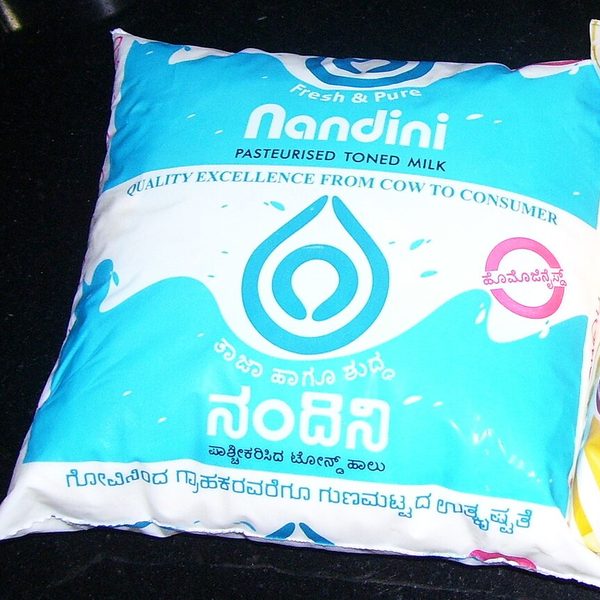 Fresh & Pure
nandini
PASTEURISED TONED MILK
QUALITY EXCELLENCE FROM COW TO CONSUMER
ಹೊಮೊಜಿನೈಸ್ಡ್
ತಾಜಾ ಹಾಗೂ ಶುದ್ಧ
ನಂದಿನಿ
ಪಾಶ್ಚೀಕರಿಸಿದ ಟೋನ್ಡ್ ಹಾಲು
ಗೋವಿನಿಂದ ಗ್ರಾಹಕರವರೆಗೂ ಗುಣಮಟ್ಟದ ಉತ್ಕೃಷ್ಟತೆ